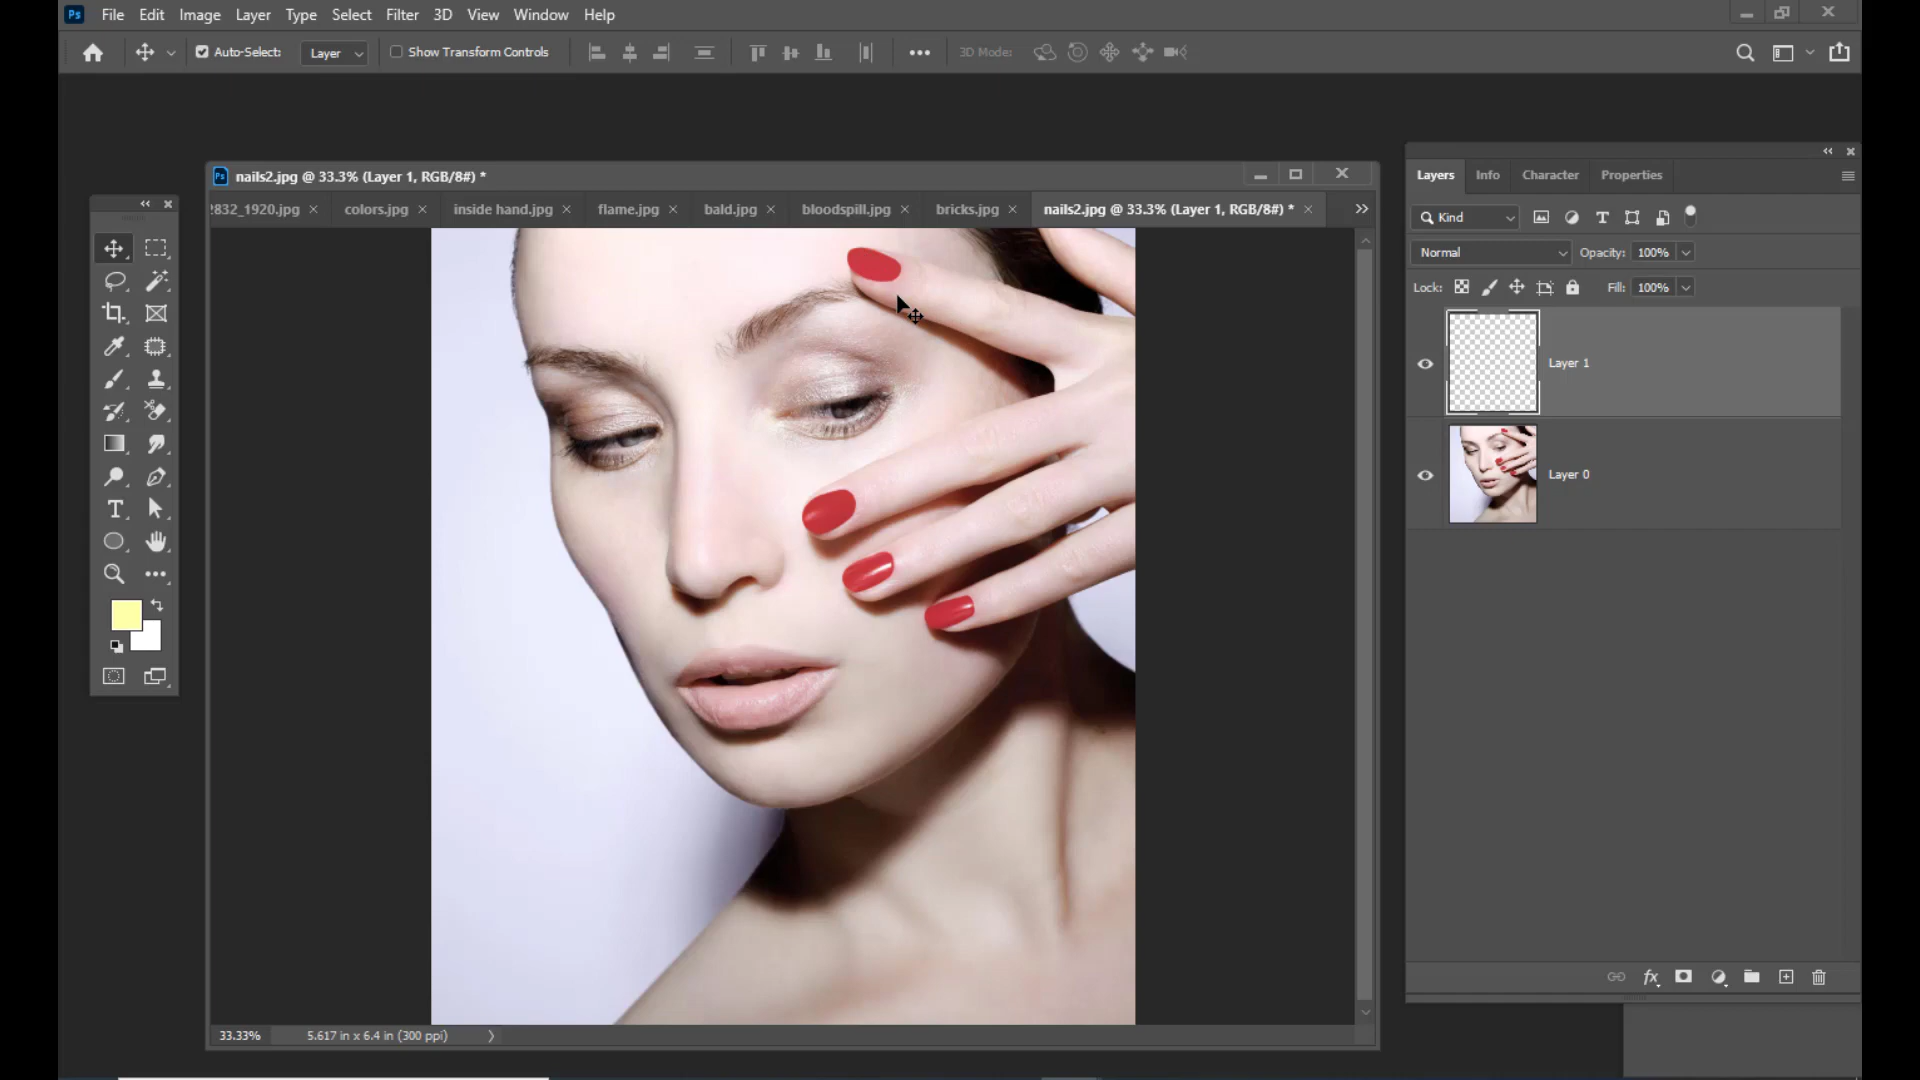 Ps File Edit Image Layer Type Select Filter 3D View Window Help
Auto-Select: Layer Show Transform Controls 3D Mode:
Ps nails2.jpg @ 33.3% (Layer 1, RGB/8#) *
2832_1920.jpg colors.jpg inside hand.jpg flame.jpg bald.jpg bloodspill.jpg bricks.jpg nails2.jpg @ 33.3% (Layer 1, RGB/8#) *
Layers Info Character Properties
Kind
Normal Opacity: 100%
Lock: Fill: 100%
Layer 1
Layer 0
fx
33.33% 5.617 in x 6.4 in (300 ppi)